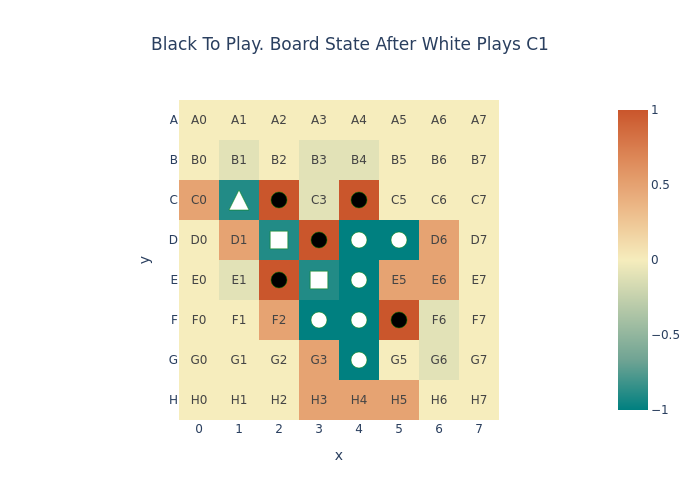 Black To Play. Board State After White Plays C1
A A0 A1 A2 A3 A4 A5 A6 A7
B B0 B1 B2 B3 B4 B5 B6 B7
C C0 C3 C5 C6 C7
D D0 D1 D6 D7
E E0 E1 E5 E6 E7
F F0 F1 F2 F6 F7
G G0 G1 G2 G3 G5 G6 G7
H H0 H1 H2 H3 H4 H5 H6 H7
0 1 2 3 4 5 6 7
x
y
1
0.5
0
−0.5
−1